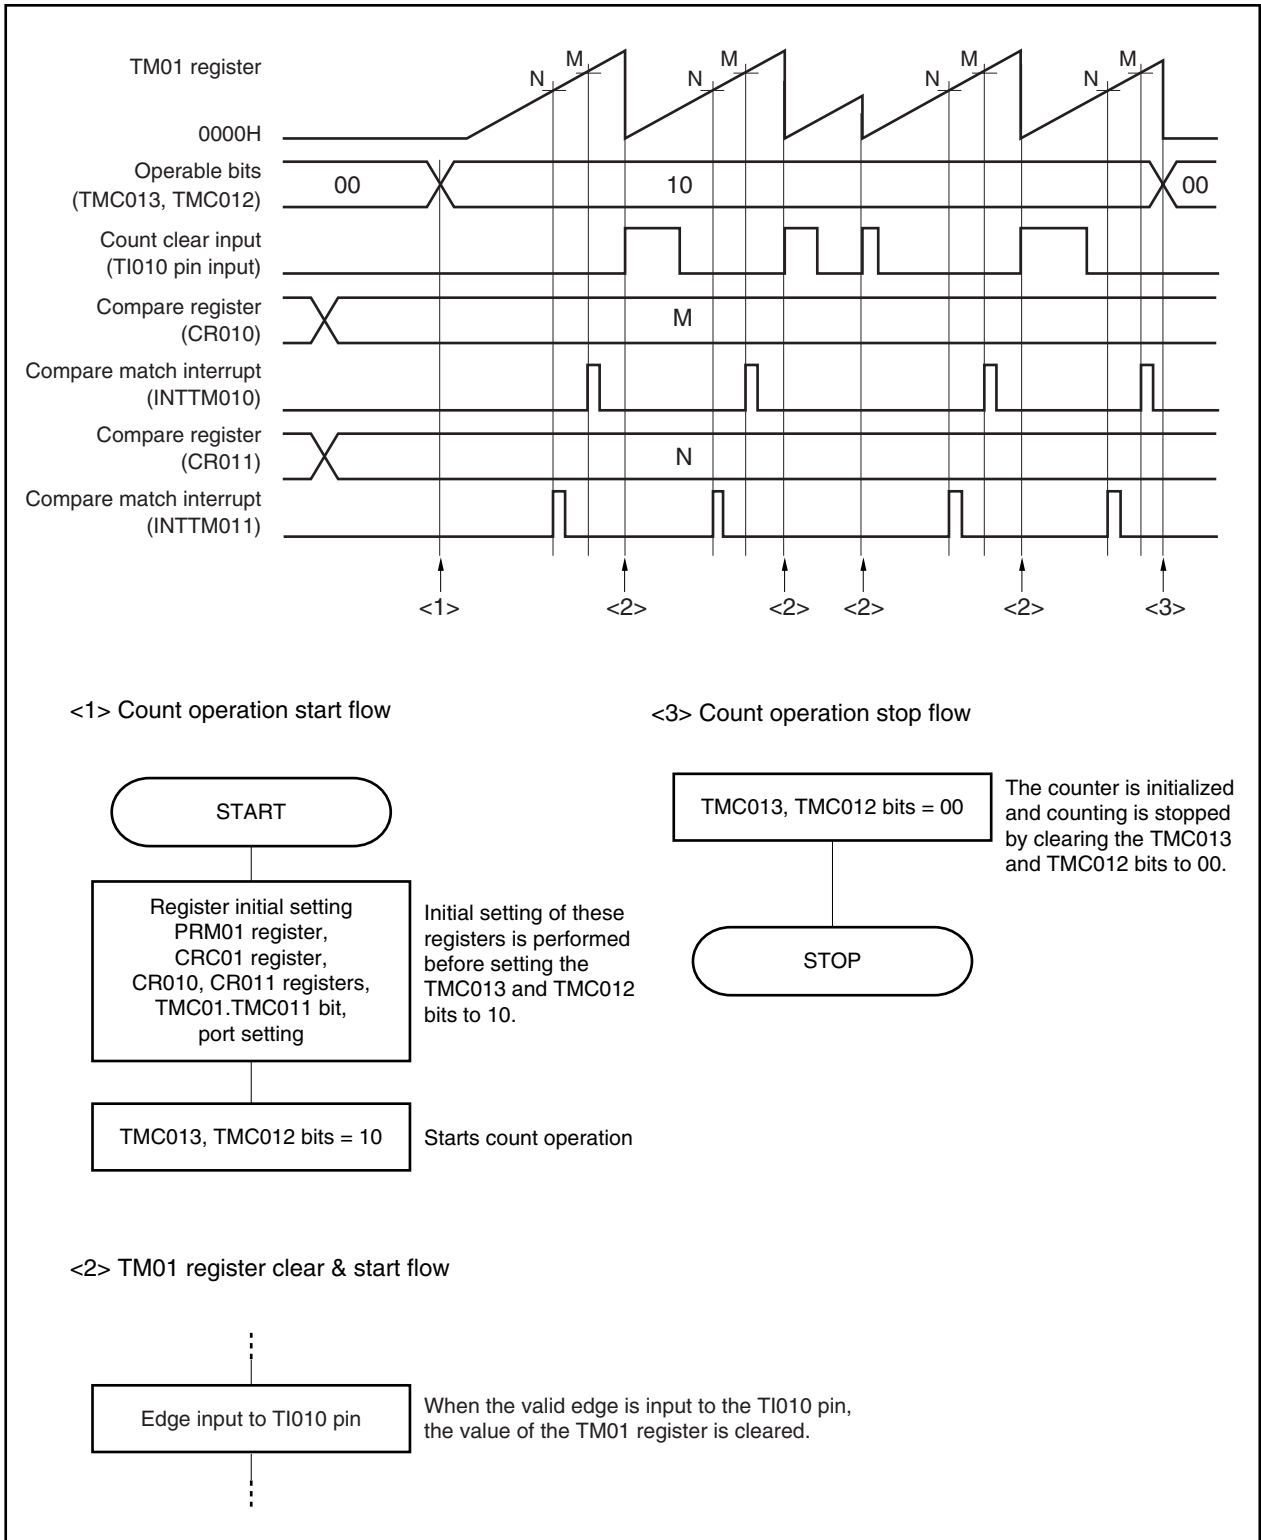 TM01 register
N
M
N
M
N
M
N
M
0000H
Operable bits
(TMC013, TMC012)
00
10
00
Count clear input
(TI010 pin input)
Compare register
(CR010)
M
Compare match interrupt
(INTTM010)
Compare register
(CR011)
N
Compare match interrupt
(INTTM011)
<1>
<2>
<2>
<2>
<2>
<3>
<1> Count operation start flow
START
Register initial setting
PRM01 register,
CRC01 register,
CR010, CR011 registers,
TMC01.TMC011 bit,
port setting
Initial setting of these
registers is performed
before setting the
TMC013 and TMC012
bits to 10.
TMC013, TMC012 bits = 10
Starts count operation
<3> Count operation stop flow
TMC013, TMC012 bits = 00
The counter is initialized
and counting is stopped
by clearing the TMC013
and TMC012 bits to 00.
STOP
<2> TM01 register clear & start flow
Edge input to TI010 pin
When the valid edge is input to the TI010 pin,
the value of the TM01 register is cleared.